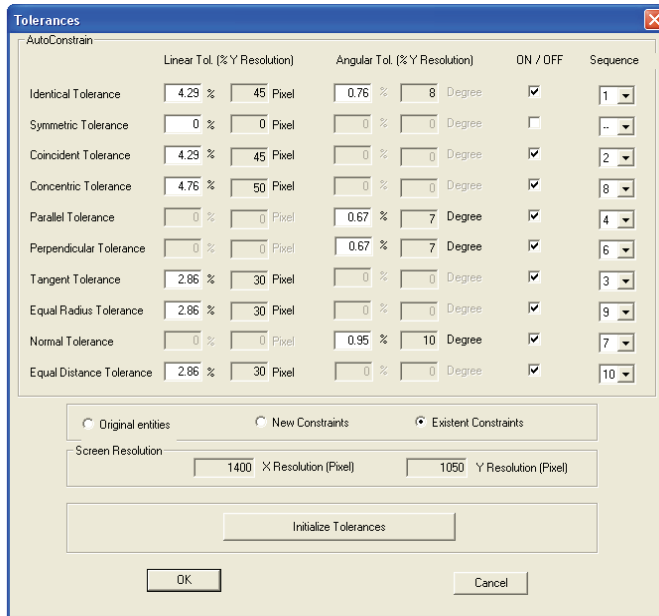 Tolerances
AutoConstrain
Linear Tol. (% Y Resolution) Angular Tol. (% Y Resolution) ON / OFF Sequence
Identical Tolerance 4.29 % 45 Pixel 0.76 % 8 Degree 1
Symmetric Tolerance 0 % 0 Pixel 0 % 0 Degree --
Coincident Tolerance 4.29 % 45 Pixel 0 % 0 Degree 2
Concentric Tolerance 4.76 % 50 Pixel 0 % 0 Degree 8
Parallel Tolerance 0 % 0 Pixel 0.67 % 7 Degree 4
Perpendicular Tolerance 0 % 0 Pixel 0.67 % 7 Degree 6
Tangent Tolerance 2.86 % 30 Pixel 0 % 0 Degree 3
Equal Radius Tolerance 2.86 % 30 Pixel 0 % 0 Degree 9
Normal Tolerance 0 % 0 Pixel 0.95 % 10 Degree 7
Equal Distance Tolerance 2.86 % 30 Pixel 0 % 0 Degree 10
Original entities New Constraints Existent Constraints
Screen Resolution
1400 X Resolution (Pixel) 1050 Y Resolution (Pixel)
Initialize Tolerances
OK Cancel